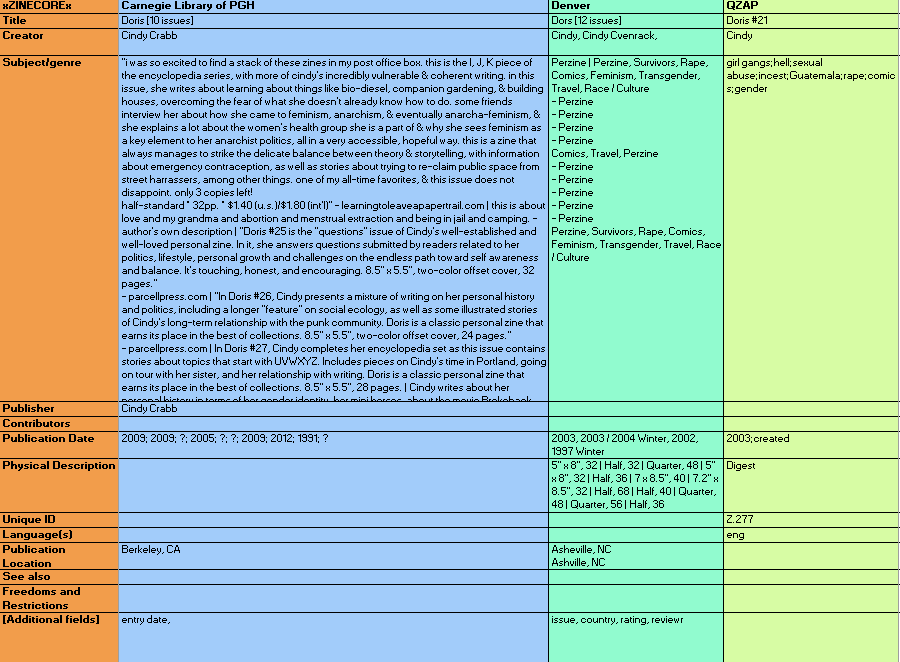 xZINECOREx
Carnegie Library of PGH
Denver
QZAP
Title
Doris [10 issues]
Dors [12 issues]
Doris #21
Creator
Cindy Crabb
Cindy, Cindy Cvenrack,
Cindy
Subject/genre
"i was so excited to find a stack of these zines in my post office box. this is the I, J, K piece of
the encyclopedia series, with more of cindy's incredibly vulnerable & coherent writing. in
this issue, she writes about learning about things like bio-diesel, companion gardening, & building
houses, overcoming the fear of what she doesn't already know how to do. some friends
interview her about how she came to feminism, anarchism, & eventually anarcha-feminism, &
she explains a lot about the women's health group she is a part of & why she sees feminism as
a key element to her anarchist politics, all in a very accessible, hopeful way. this is a zine that
always manages to strike the delicate balance between theory & storytelling, with information
about emergency contraception, as well as stories about trying to re-claim public space from
street harrassers, among other things. one of my all-time favorites, & this issue does not
disappoint. only 3 copies left!
half-standard * 32pp. * $1.40 (u.s.)/$1.80 (int'l)" - learningtoleaveapapertrail.com | this is about
love and my grandma and abortion and menstrual extraction and being in jail and camping. -
author's own description | "Doris #25 is the "questions" issue of Cindy's well-established and
well-loved personal zine. In it, she answers questions submitted by readers related to her
politics, lifestyle, personal growth and challenges on the endless path toward self awareness
and balance. It's touching, honest, and encouraging. 8.5" x 5.5", two-color offset cover, 32
pages."
- parcellpress.com | "In Doris #26, Cindy presents a mixture of writing on her personal history
and politics, including a longer "feature" on social ecology, as well as some illustrated stories
of Cindy's long-term relationship with the punk community. Doris is a classic personal zine that
earns its place in the best of collections. 8.5" x 5.5", two-color offset cover, 24 pages."
- parcellpress.com | In Doris #27, Cindy completes her encyclopedia set as this issue contains
stories about topics that start with UVWXYZ. Includes pieces on Cindy's time in Portland, going
on tour with her sister, and her relationship with writing. Doris is a classic personal zine that
earns its place in the best of collections. 8.5" x 5.5", 28 pages. | Cindy writes about her
personal history in terms of her gender identity, her mini horses, about the movie Brokeback
Perzine | Perzine, Survivors, Rape,
Comics, Feminism, Transgender,
Travel, Race / Culture
- Perzine
- Perzine
- Perzine
- Perzine
Comics, Travel, Perzine
- Perzine
- Perzine
- Perzine
- Perzine
- Perzine
Perzine, Survivors, Rape, Comics,
Feminism, Transgender, Travel, Race
/ Culture
girl gangs;hell;sexual
abuse;incest;Guatemala;rape;comic
s;gender
Publisher
Cindy Crabb
Contributors
Publication Date
2009; 2009; ?; 2005; ?; ?; 2009; 2012; 1991; ?
2003, 2003 / 2004 Winter, 2002,
1997 Winter
2003;created
Physical Description
5" x 8", 32 | Half, 32 | Quarter, 48 | 5"
x 8", 32 | Half, 36 | 7 x 8.5", 40 | 7.2" x
8.5", 32 | Half, 68 | Half, 40 | Quarter,
48 | Quarter, 56 | Half, 36
Digest
Unique ID
Z.277
Language(s)
eng
Publication
Location
Berkeley, CA
Asheville, NC
Ashville, NC
See also
Freedoms and
Restrictions
[Additional fields]
entry date,
issue, country, rating, reviewr